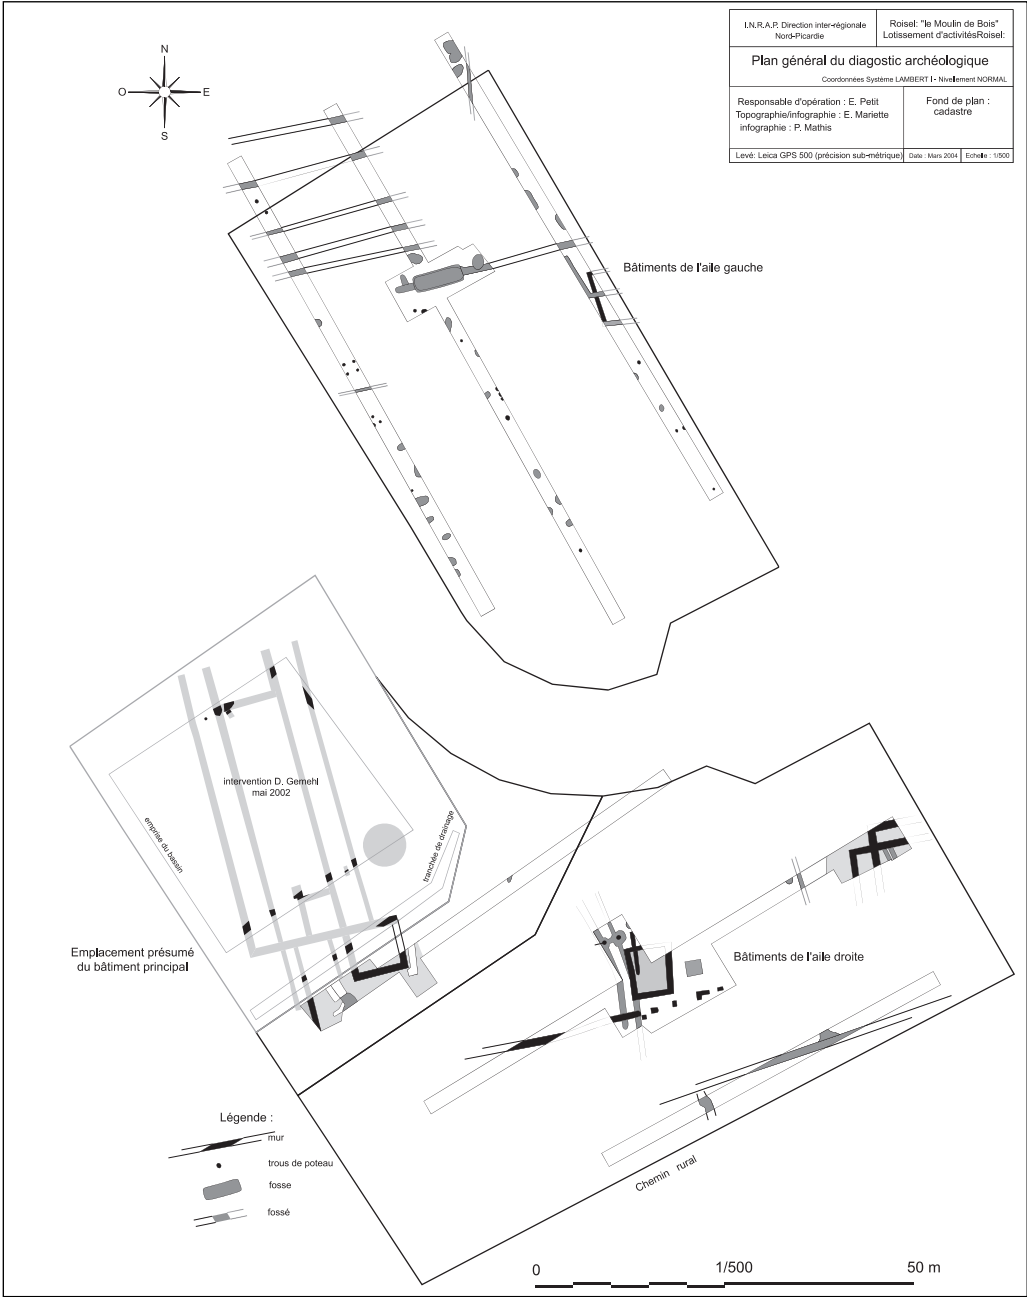 I.N.R.A.P. Direction inter-régionale
Nord-Picardie
Roisel: "le Moulin de Bois"
Lotissement d'activitésRoisel:
Plan général du diagostic archéologique
Coordonnées Système LAMBERT I - Nivellement NORMAL
Responsable d'opération : E. Petit
Topographie/infographie : E. Mariette
infographie : P. Mathis
Fond de plan :
cadastre
Levé: Leica GPS 500 (précision sub-métrique)
Date : Mars 2004
Echelle : 1/500
N
O
E
S
Bâtiments de l'aile gauche
intervention D. Gemehl
mai 2002
emprise du bassin
tranchée de drainage
Emplacement présumé
du bâtiment principal
Bâtiments de l'aile droite
Chemin rural
Légende :
mur
trous de poteau
fosse
fossé
0
1/500
50 m